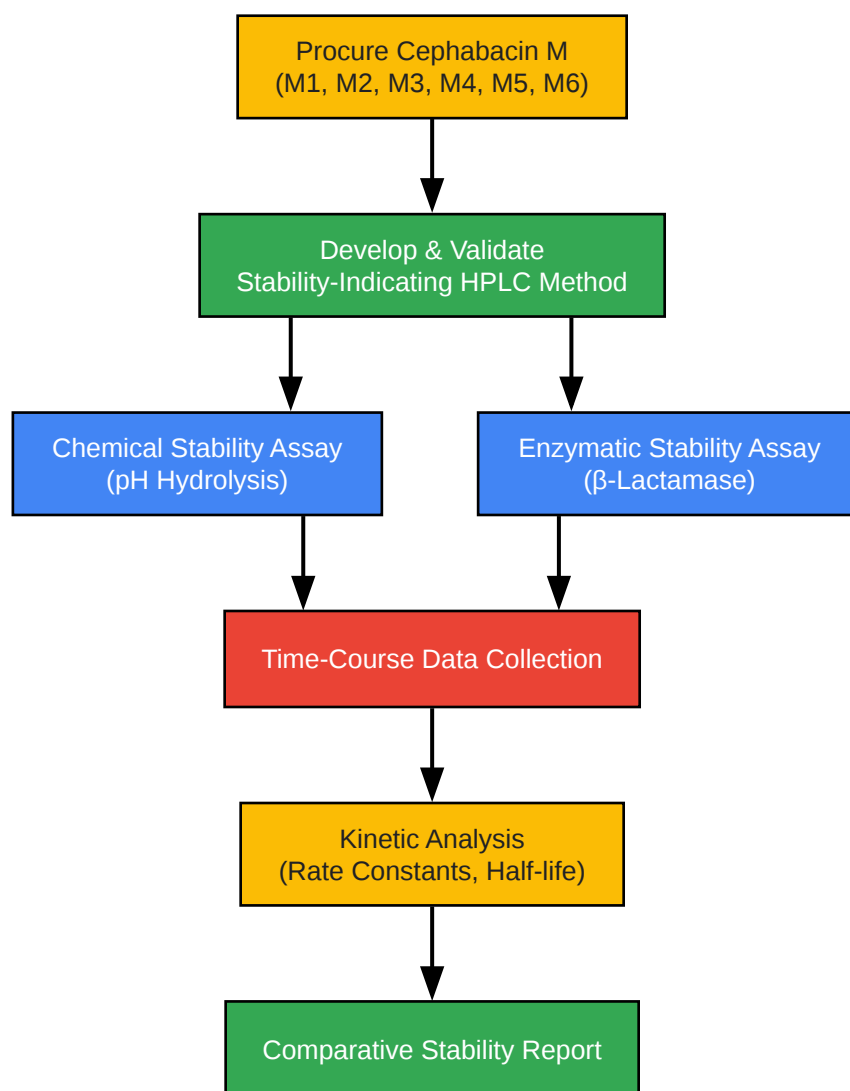 Procure Cephabacin M
(M1, M2, M3, M4, M5, M6)
Develop & Validate
Stability-Indicating HPLC Method
Chemical Stability Assay
(pH Hydrolysis)
Enzymatic Stability Assay
(β-Lactamase)
Time-Course Data Collection
Kinetic Analysis
(Rate Constants, Half-life)
Comparative Stability Report